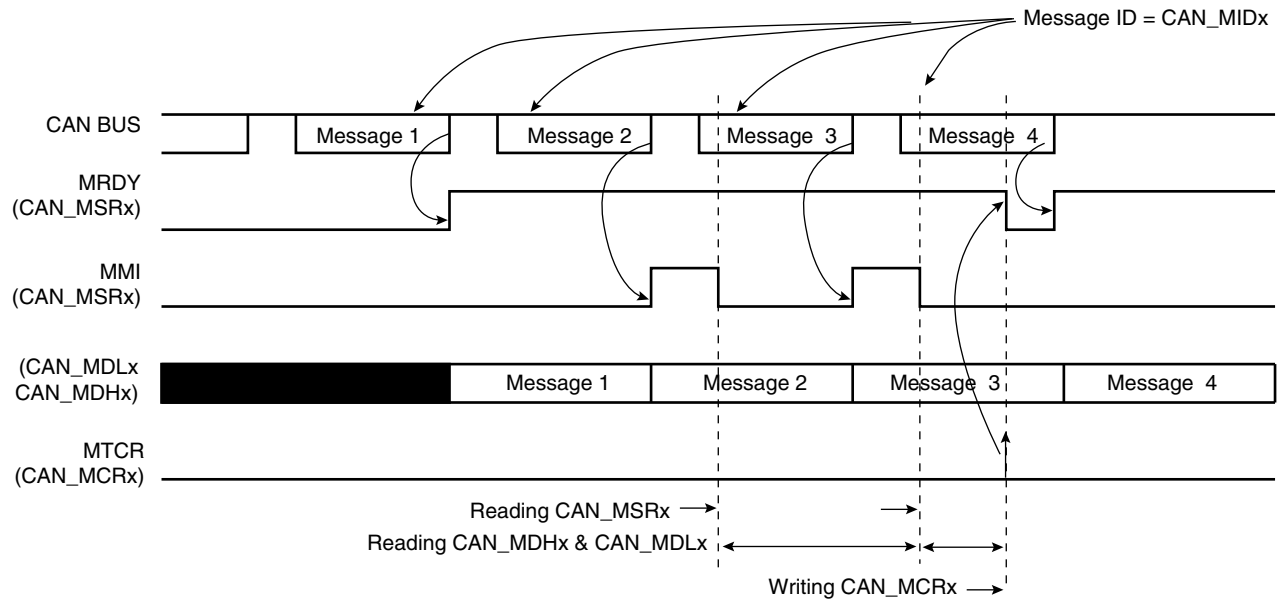 Message ID = CAN_MIDx
CAN BUS
Message 1
Message 2
Message 3
Message 4
MRDY
(CAN_MSRx)
MMI
(CAN_MSRx)
(CAN_MDLx
CAN_MDHx)
Message 1
Message 2
Message 3
Message 4
MTCR
(CAN_MCRx)
Reading CAN_MSRx
Reading CAN_MDHx & CAN_MDLx
Writing CAN_MCRx